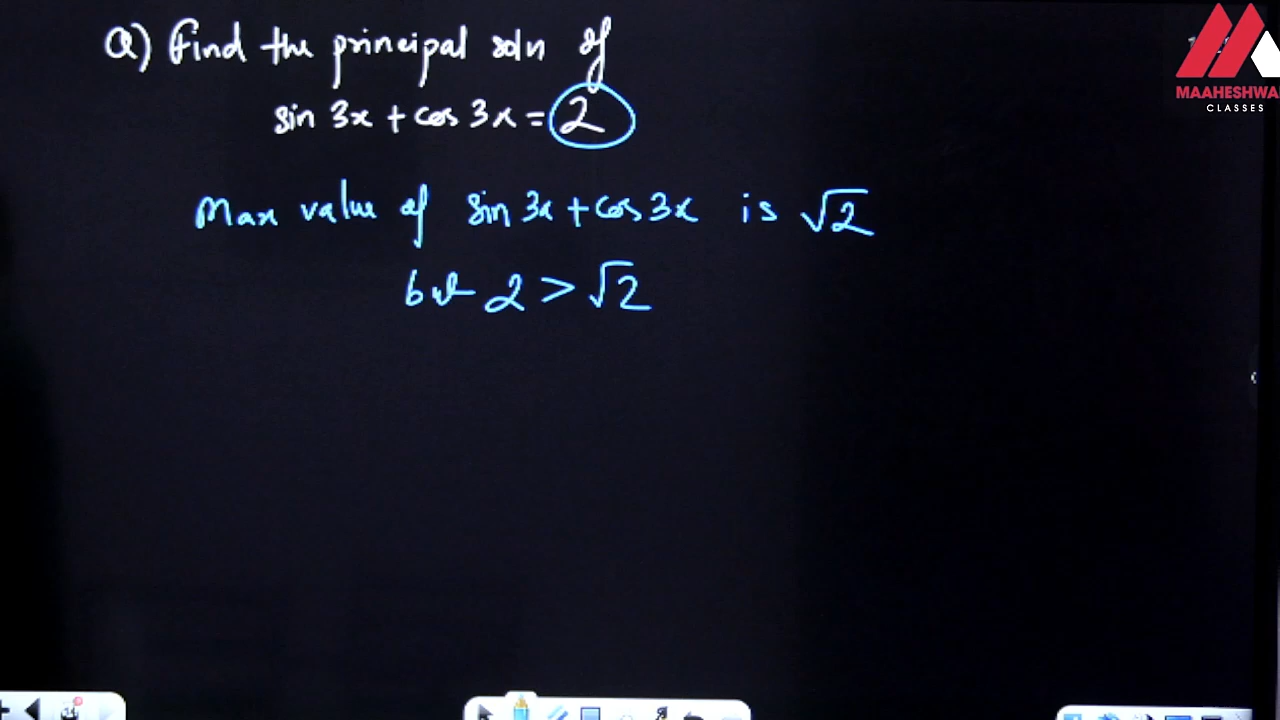 Q) Find the principal soln of
sin 3x + cos 3x = 2
Max value of sin 3x + cos 3x is √2
but 2 > √2
MAAHESHWA
CLASSES